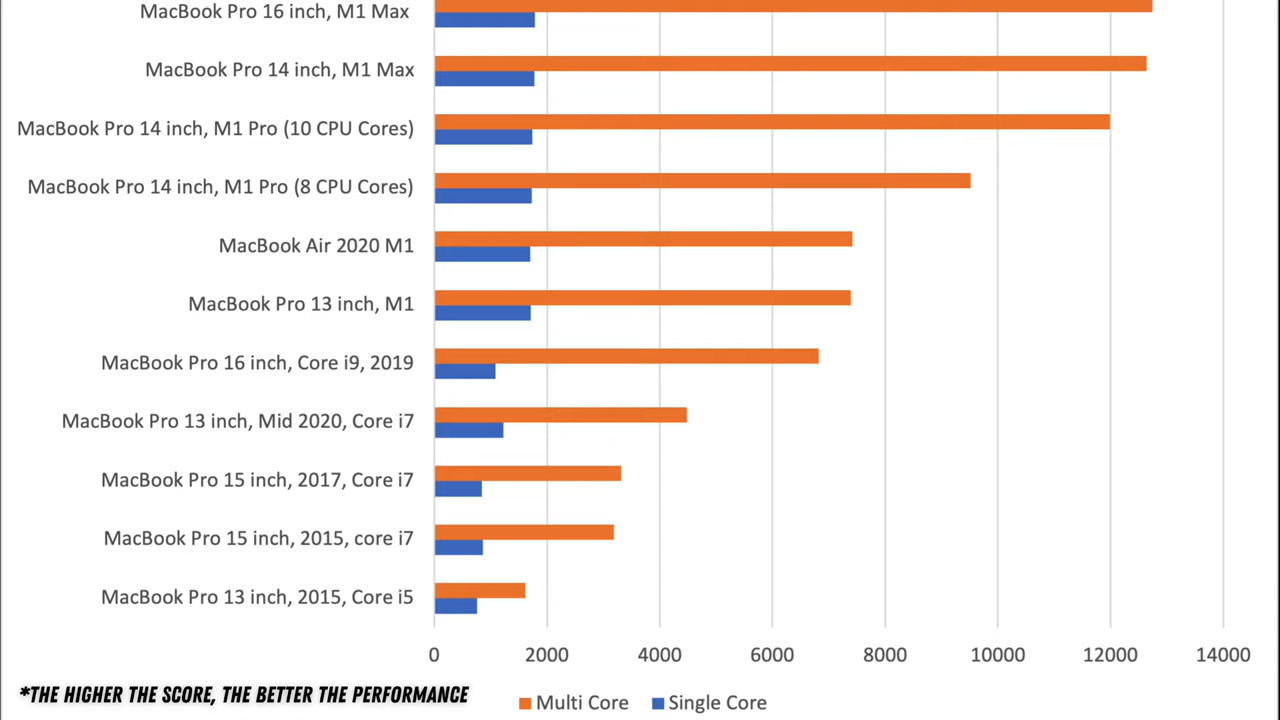 MacBook Pro 16 inch, M1 Max
MacBook Pro 14 inch, M1 Max
MacBook Pro 14 inch, M1 Pro (10 CPU Cores)
MacBook Pro 14 inch, M1 Pro (8 CPU Cores)
MacBook Air 2020 M1
MacBook Pro 13 inch, M1
MacBook Pro 16 inch, Core i9, 2019
MacBook Pro 13 inch, Mid 2020, Core i7
MacBook Pro 15 inch, 2017, Core i7
MacBook Pro 15 inch, 2015, core i7
MacBook Pro 13 inch, 2015, Core i5
0 2000 4000 6000 8000 10000 12000 14000
*THE HIGHER THE SCORE, THE BETTER THE PERFORMANCE
Multi Core Single Core